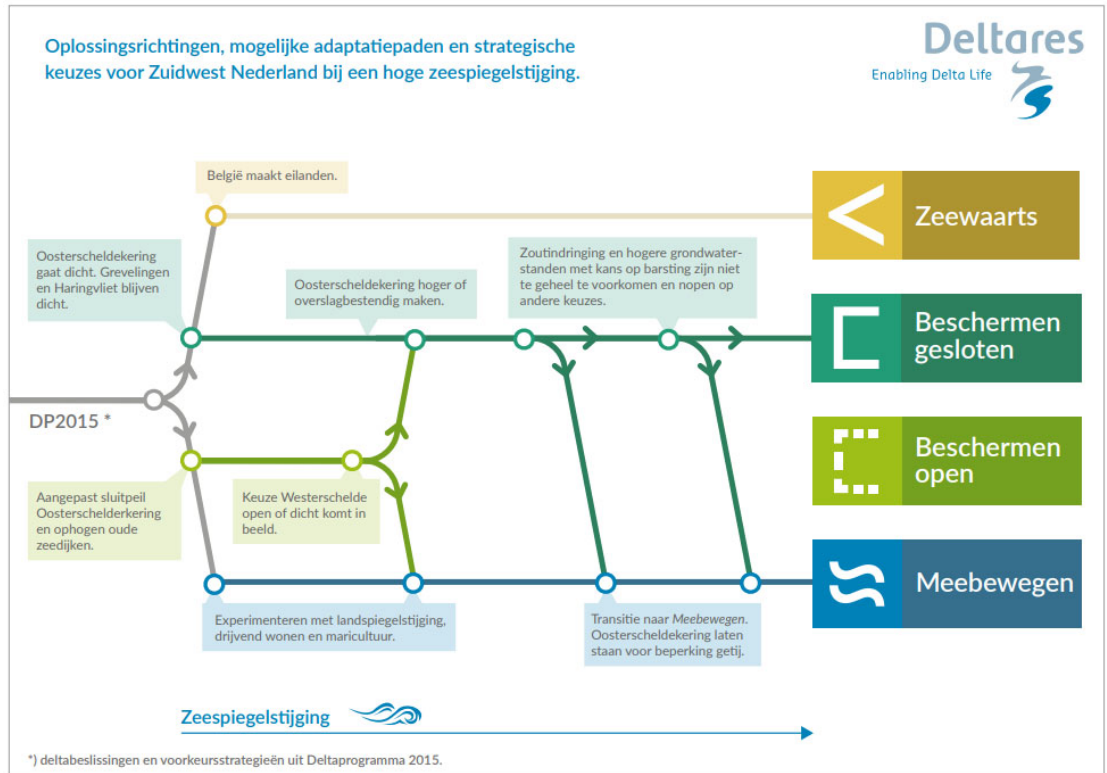 Oplossingsrichtingen, mogelijke adaptatiepaden en strategische
keuzes voor Zuidwest Nederland bij een hoge zeespiegelstijging.
Deltares
Enabling Delta Life
België maakt eilanden.
Zeewaarts
Oosterscheldekering
gaat dicht. Grevelingen
en Haringvliet blijven
dicht.
Oosterscheldekering hoger of
overslagbestendig maken.
Zoutindringing en hogere grondwater-
standen met kans op barsting zijn niet
te geheel te voorkomen en nopen op
andere keuzes.
Beschermen
gesloten
DP2015 *
Aangepast sluitpeil
Oosterschelderkering
en ophogen oude
zeedijken.
Keuze Westerschelde
open of dicht komt in
beeld.
Beschermen
open
Experimenteren met landspiegelstijging,
drijvend wonen en maricultuur.
Transitie naar Meebewegen.
Oosterscheldekering laten
staan voor beperking getij.
Meebewegen
Zeespiegelstijging
*) deltabeslissingen en voorkeursstrategieën uit Deltaprogramma 2015.